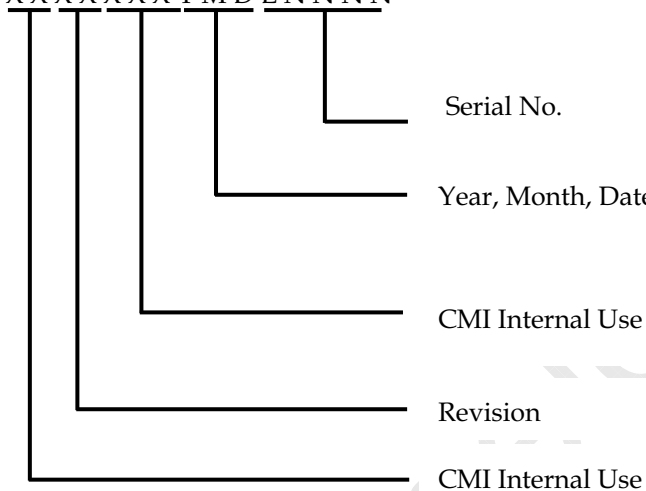 Serial No.
Year, Month, Date
CMI Internal Use
Revision
CMI Internal Use